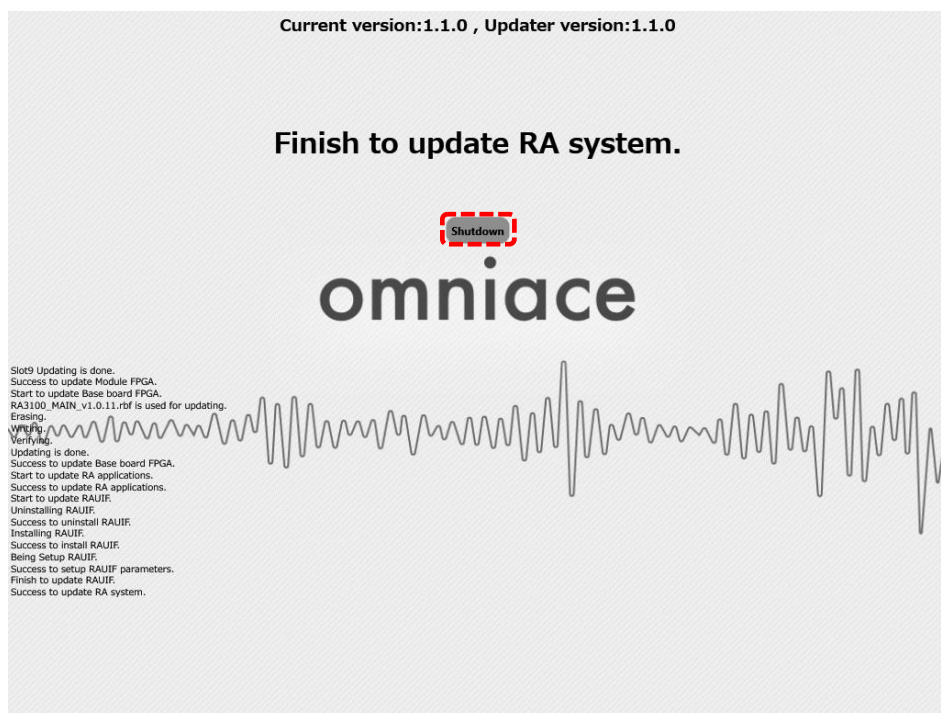 Current version:1.1.0 , Updater version:1.1.0
Finish to update RA system.
Shutdown
omniace
Slot9 Updating is done.
Success to update Module FPGA.
Start to update Base board FPGA.
RA3100_MAIN_v1.0.11.rbf is used for updating.
Erasing.
Writing.
Verifying.
Updating is done.
Success to update Base board FPGA.
Start to update RA applications.
Success to update RA applications.
Start to update RAUIF.
Uninstalling RAUIF.
Success to uninstall RAUIF.
Installing RAUIF.
Success to install RAUIF.
Being Setup RAUIF.
Success to setup RAUIF parameters.
Finish to update RAUIF.
Success to update RA system.